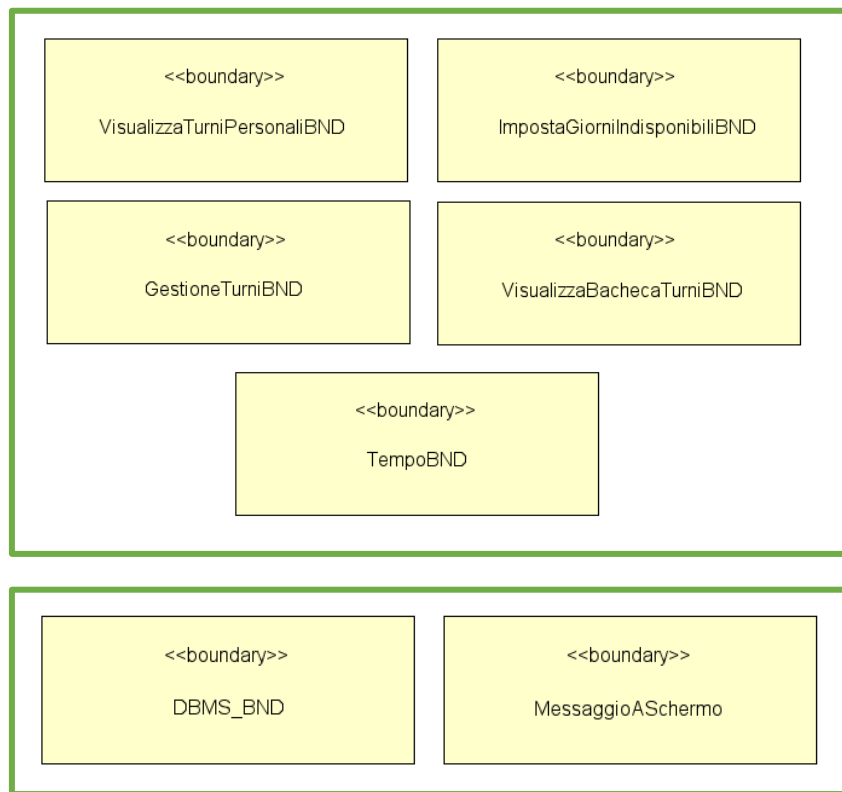 <<boundary>>
VisualizzaTurniPersonaliBND
<<boundary>>
ImpostaGiorniIndisponibiliBND
<<boundary>>
GestioneTurniBND
<<boundary>>
VisualizzaBachecaTurniBND
<<boundary>>
TempoBND
<<boundary>>
DBMS_BND
<<boundary>>
MessaggioASchermo